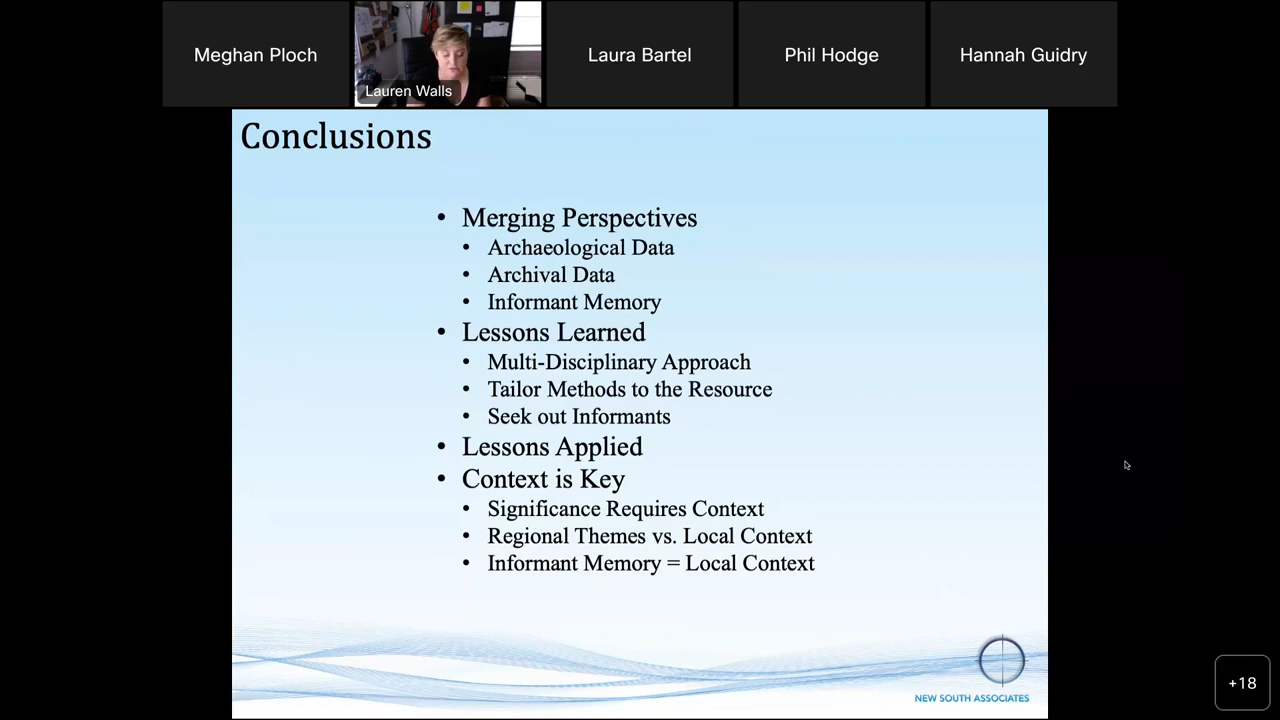 Meghan Ploch
Lauren Walls
Laura Bartel
Phil Hodge
Hannah Guidry
Conclusions
• Merging Perspectives
• Archaeological Data
• Archival Data
• Informant Memory
• Lessons Learned
• Multi-Disciplinary Approach
• Tailor Methods to the Resource
• Seek out Informants
• Lessons Applied
• Context is Key
• Significance Requires Context
• Regional Themes vs. Local Context
• Informant Memory = Local Context
NEW SOUTH ASSOCIATES
+18